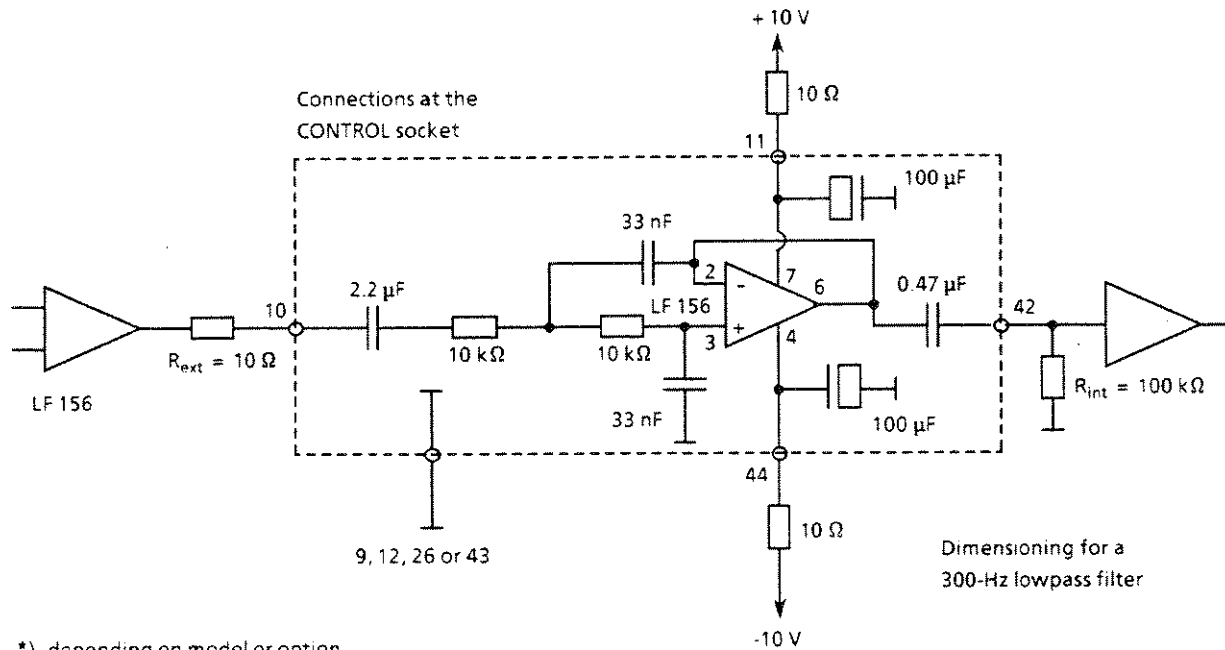 + 10 V
10 Ω
Connections at the
CONTROL socket
11
100 µF
33 nF
2
7
6
2.2 µF
LF 156
0.47 µF
10
42
-
+
3
4
10 kΩ
10 kΩ
R_ext = 10 Ω
R_int = 100 kΩ
LF 156
33 nF
100 µF
44
10 Ω
9, 12, 26 or 43
Dimensioning for a
300-Hz lowpass filter
-10 V
*) depending on model or option